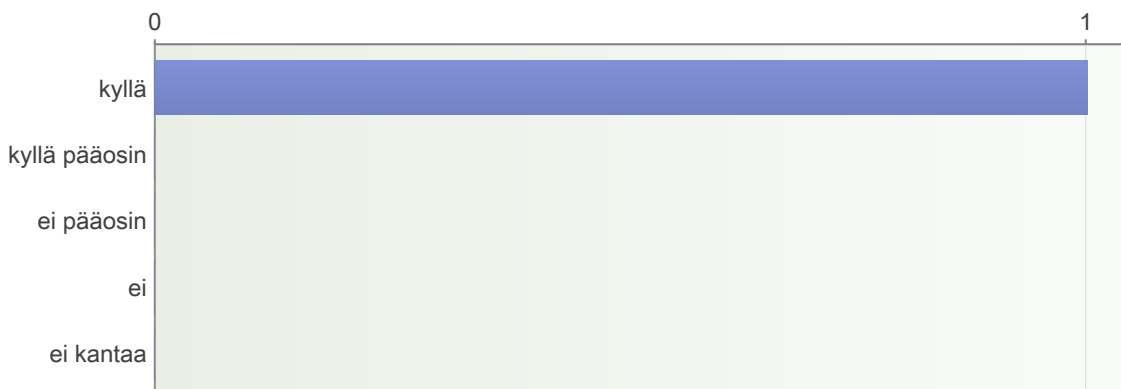 0 1
kyllä
kyllä pääosin
ei pääosin
ei
ei kantaa